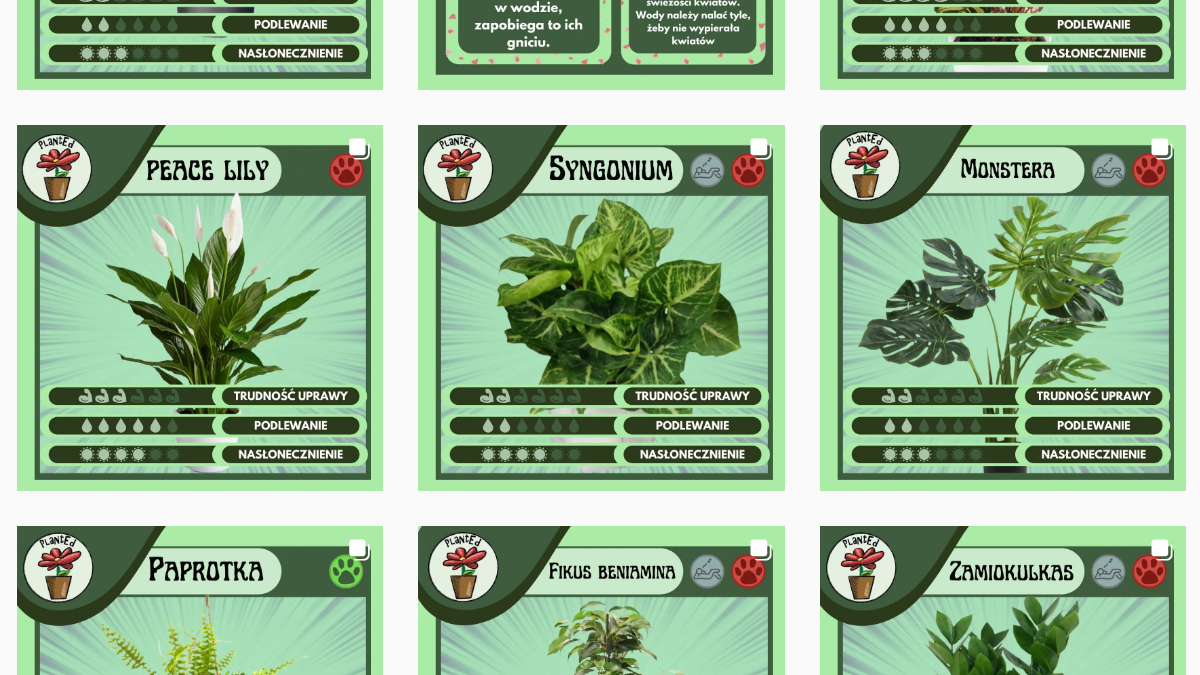 PODLEWANIE
NASŁONECZNIENIE
w wodzie,
zapobiega to ich
gniciu.
świeżości kwiatów.
Wody należy nalać tyle,
żeby nie wypierała
kwiatów
PODLEWANIE
NASŁONECZNIENIE
PLANTED
PEACE LILY
TRUDNOŚĆ UPRAWY
PODLEWANIE
NASŁONECZNIENIE
PLANTED
SYNGONIUM
TRUDNOŚĆ UPRAWY
PODLEWANIE
NASŁONECZNIENIE
PLANTED
MONSTERA
TRUDNOŚĆ UPRAWY
PODLEWANIE
NASŁONECZNIENIE
PLANTED
PAPROTKA
PLANTED
FIKUS BENIAMINA
PLANTED
ZAMIOKULKAS